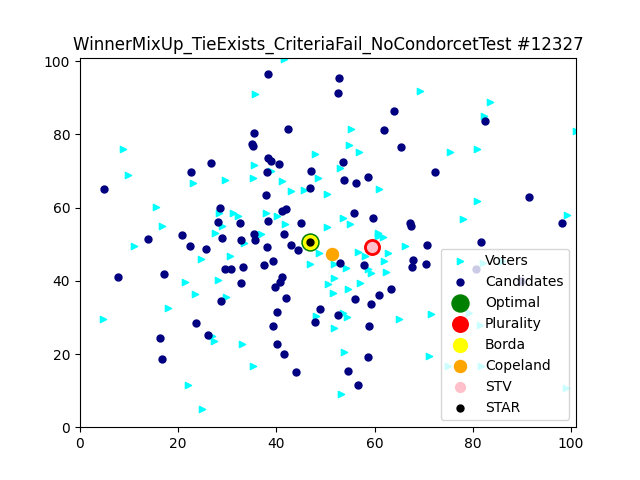 WinnerMixUp_TieExists_CriteriaFail_NoCondorcetTest #12327
100
80
60
40
20
0
0 20 40 60 80 100
Voters
Candidates
Optimal
Plurality
Borda
Copeland
STV
STAR